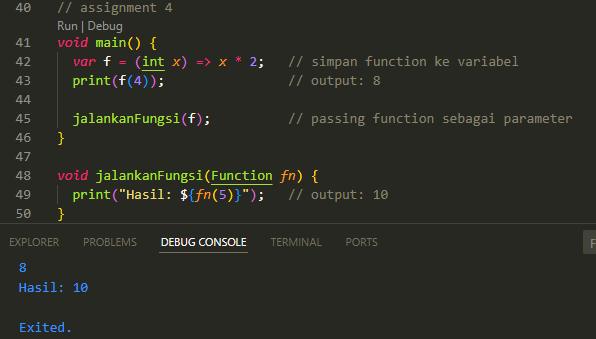 40 // assignment 4
Run | Debug
41 void main() {
42   var f = (int x) => x * 2;   // simpan function ke variabel
43   print(f(4));                // output: 8
44
45   jalankanFungsi(f);          // passing function sebagai parameter
46 }
47
48 void jalankanFungsi(Function fn) {
49   print("Hasil: ${fn(5)}");   // output: 10
50 }
EXPLORER PROBLEMS DEBUG CONSOLE TERMINAL PORTS F
8
Hasil: 10
Exited.